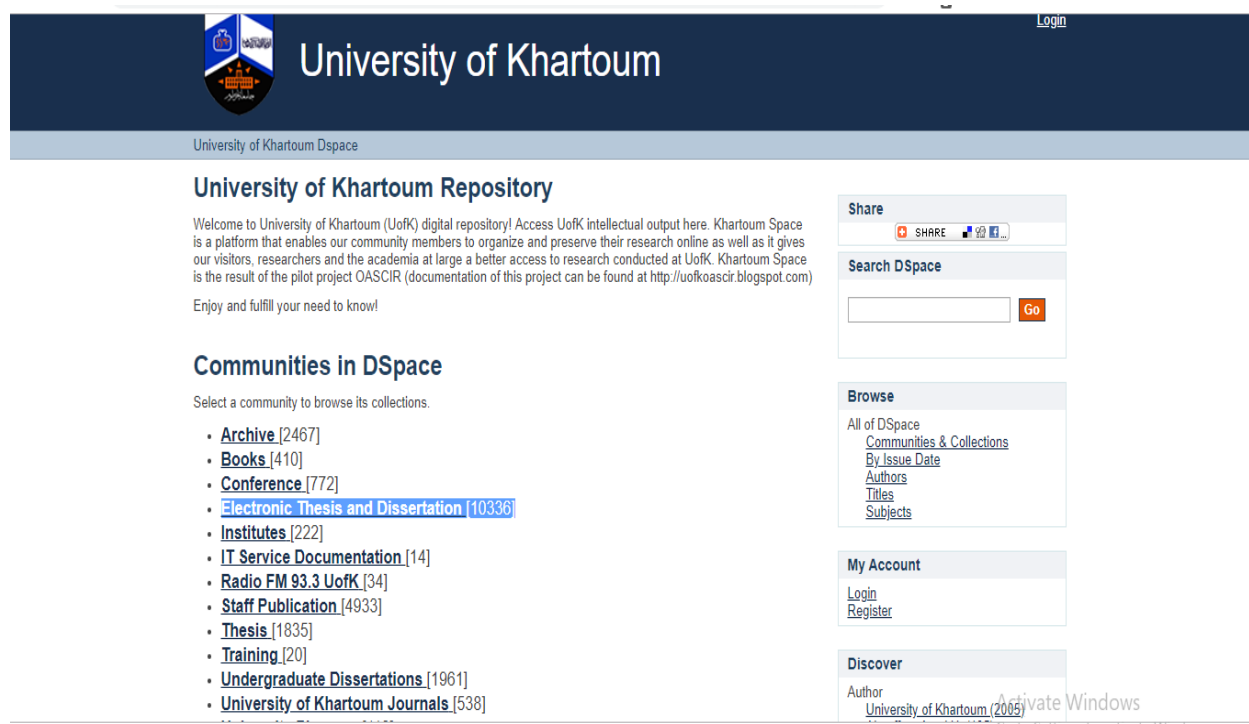 Login
University of Khartoum
University of Khartoum Dspace
University of Khartoum Repository
Welcome to University of Khartoum (UofK) digital repository! Access UofK intellectual output here. Khartoum Space
is a platform that enables our community members to organize and preserve their research online as well as it gives
our visitors, researchers and the academia at large a better access to research conducted at UofK. Khartoum Space
is the result of the pilot project OASCIR (documentation of this project can be found at http://uofkoascir.blogspot.com)
Enjoy and fulfill your need to know!
Communities in DSpace
Select a community to browse its collections.
Archive [2467]
Books [410]
Conference [772]
Electronic Thesis and Dissertation [10336]
Institutes [222]
IT Service Documentation [14]
Radio FM 93.3 UofK [34]
Staff Publication [4933]
Thesis [1835]
Training [20]
Undergraduate Dissertations [1961]
University of Khartoum Journals [538]
Share
SHARE
Search DSpace
Go
Browse
All of DSpace
Communities & Collections
By Issue Date
Authors
Titles
Subjects
My Account
Login
Register
Discover
Author
University of Khartoum (2005)
Activate Windows